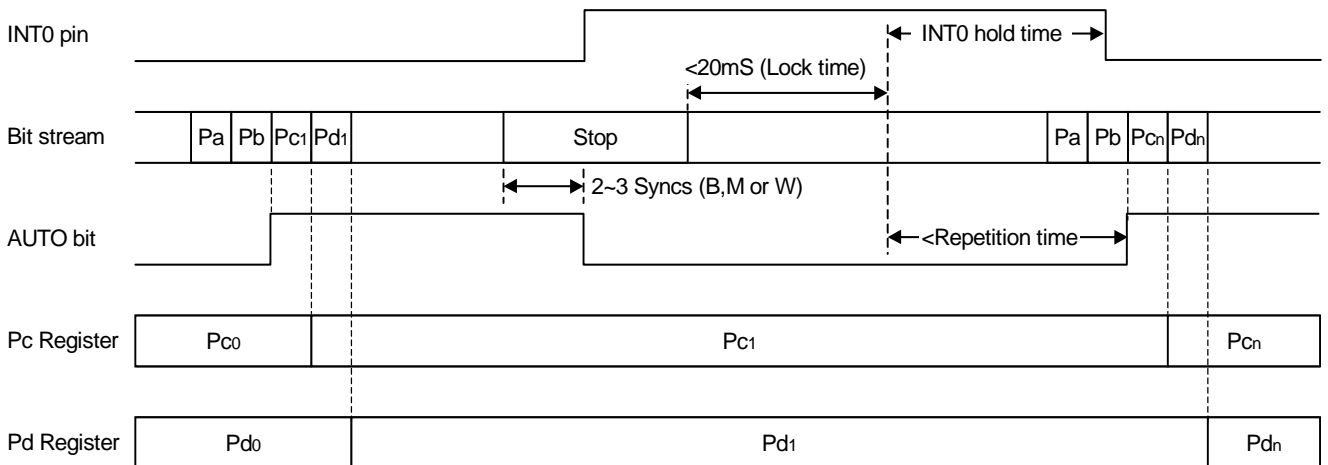 INT0 pin
INT0 hold time
<20mS (Lock time)
Bit stream
Pa Pb Pc1 Pd1 Stop Pa Pb Pcn Pdn
2~3 Syncs (B,M or W)
AUTO bit
<Repetition time
Pc Register Pc0 Pc1 Pcn
Pd Register Pd0 Pd1 Pdn